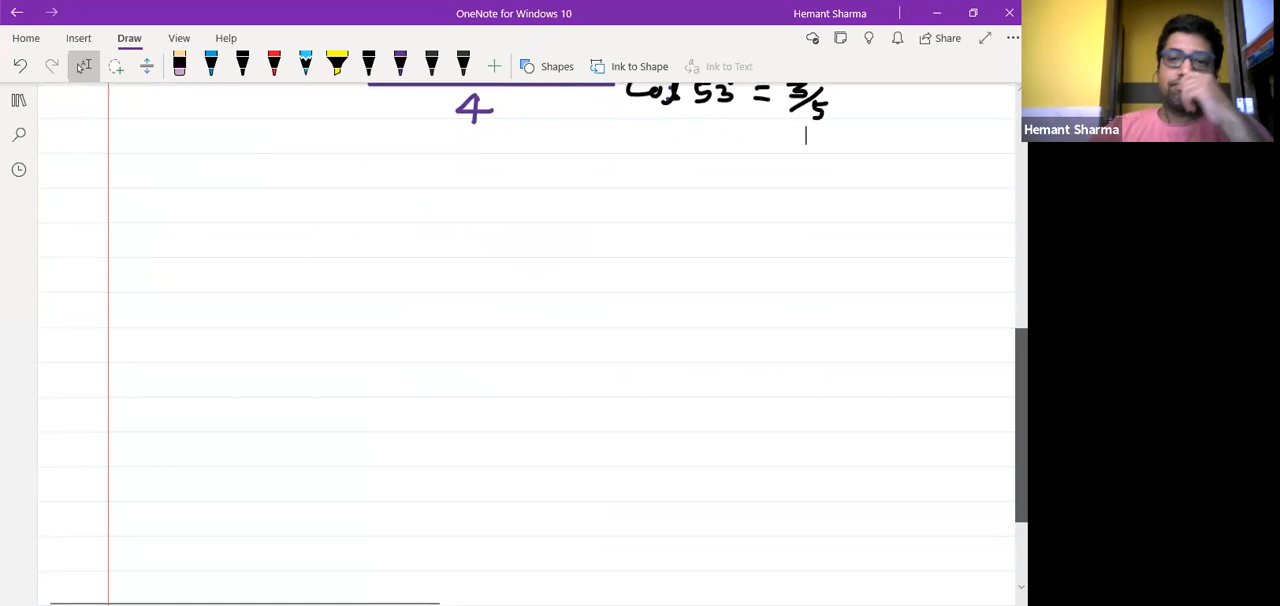 OneNote for Windows 10
Hemant Sharma
Home Insert Draw View Help
Share
Shapes Ink to Shape Ink to Text
4
Cos 53 = 3/5
Hemant Sharma